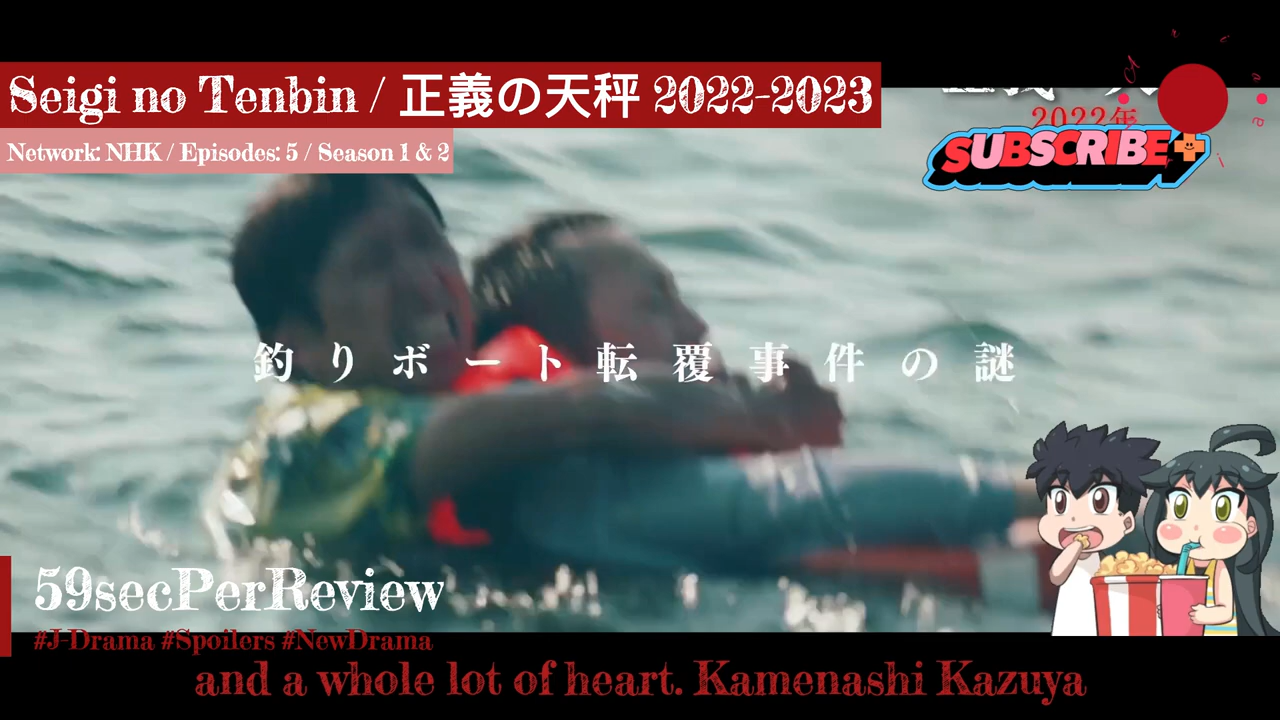 Seigi no Tenbin / 正義の天秤 2022-2023
Network: NHK / Episodes: 5 / Season 1 & 2
2022年
SUBSCRIBE
釣りボート転覆事件の謎
59secPerReview
#J-Drama #Spoilers #NewDrama
and a whole lot of heart. Kamenashi Kazuya